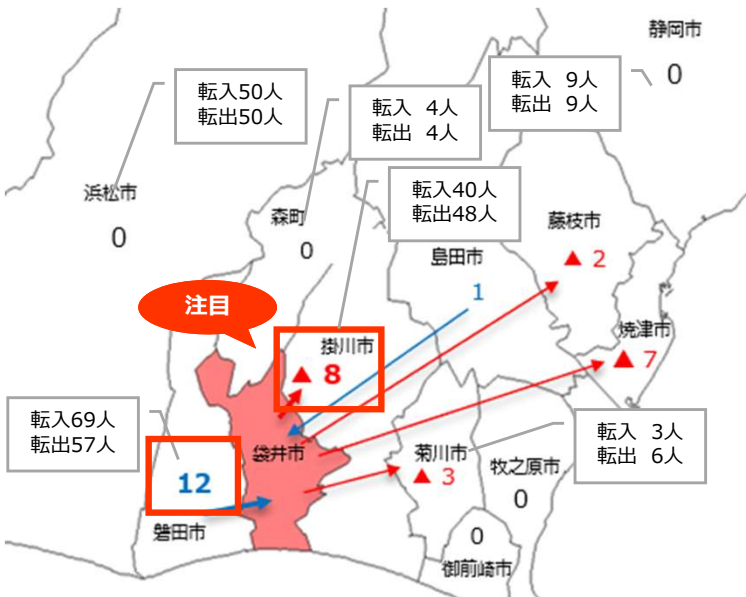 静岡市
0
転入 9人
転出 9人
転入50人
転出50人
転入 4人
転出 4人
転入40人
転出48人
浜松市
0
森町
0
藤枝市
▲ 2
島田市
1
注目
焼津市
▲ 7
掛川市
▲ 8
転入69人
転出57人
転入 3人
転出 6人
袋井市
菊川市
▲ 3
牧之原市
0
12
磐田市
0
御前崎市